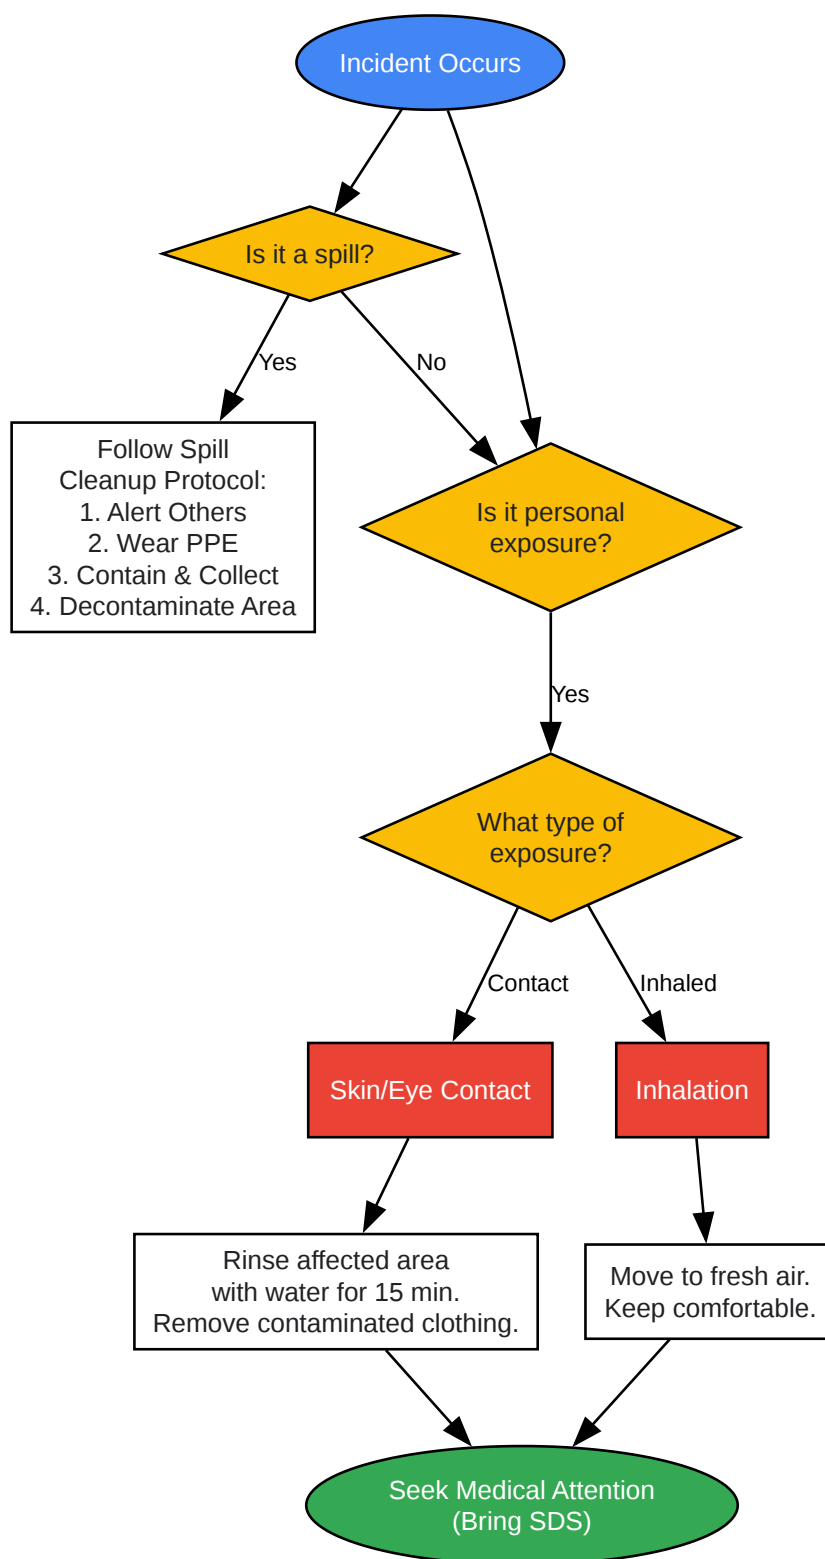 Incident Occurs
Is it a spill?
Yes
No
Follow Spill
Cleanup Protocol:
1. Alert Others
2. Wear PPE
3. Contain & Collect
4. Decontaminate Area
Is it personal
exposure?
Yes
What type of
exposure?
Contact
Inhaled
Skin/Eye Contact
Inhalation
Rinse affected area
with water for 15 min.
Remove contaminated clothing.
Move to fresh air.
Keep comfortable.
Seek Medical Attention
(Bring SDS)